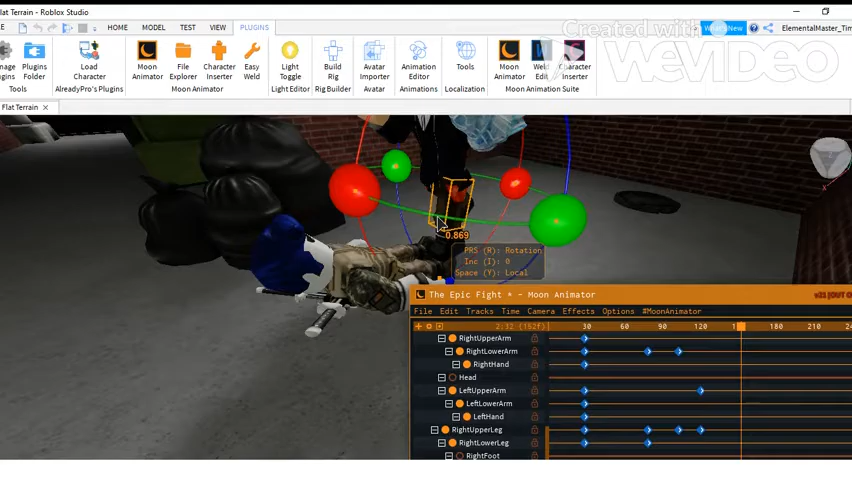 Flat Terrain - Roblox Studio
Created with
HOME MODEL TEST VIEW PLUGINS
What's New
ElementalMaster_Tim
WeVideo
Plugins
Plugins Folder
Load Character
Moon Animator
File Explorer
Character Inserter
Easy Weld
Light Toggle
Build Rig
Avatar Importer
Animation Editor
Tools
Moon Animator
Weld Edit
Character Inserter
Tools AlreadyPro's Plugins Moon Animator Light Editor Rig Builder Avatar Animations Localization Moon Animation Suite
Flat Terrain ×
0.869
PRS (R): Rotation
Inc (I): 0
Space (Y): Local
The Epic Fight * - Moon Animator
File Edit Tracks Time Camera Effects Options #MoonAnimator
2:32 (152f) 30 60 90 120 180 210
RightUpperArm
RightLowerArm
RightHand
Head
LeftUpperArm
LeftLowerArm
LeftHand
RightUpperLeg
RightLowerLeg
RightFoot